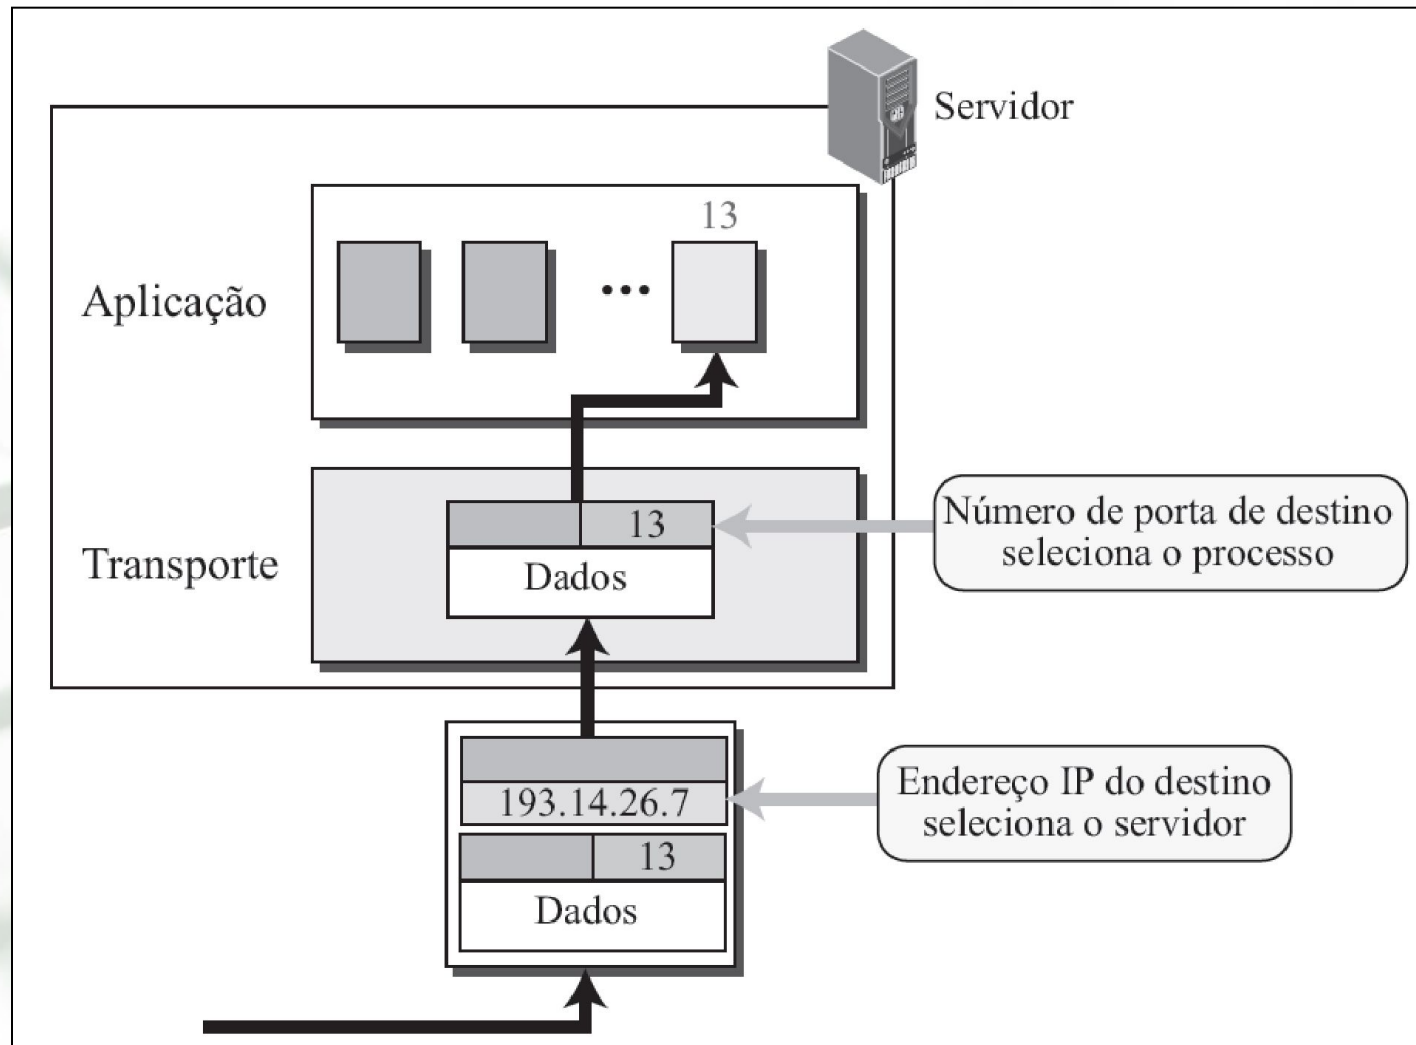 Servidor
13
Aplicação
...
13
Número de porta de destino
seleciona o processo
Transporte
Dados
193.14.26.7
Endereço IP do destino
seleciona o servidor
13
Dados